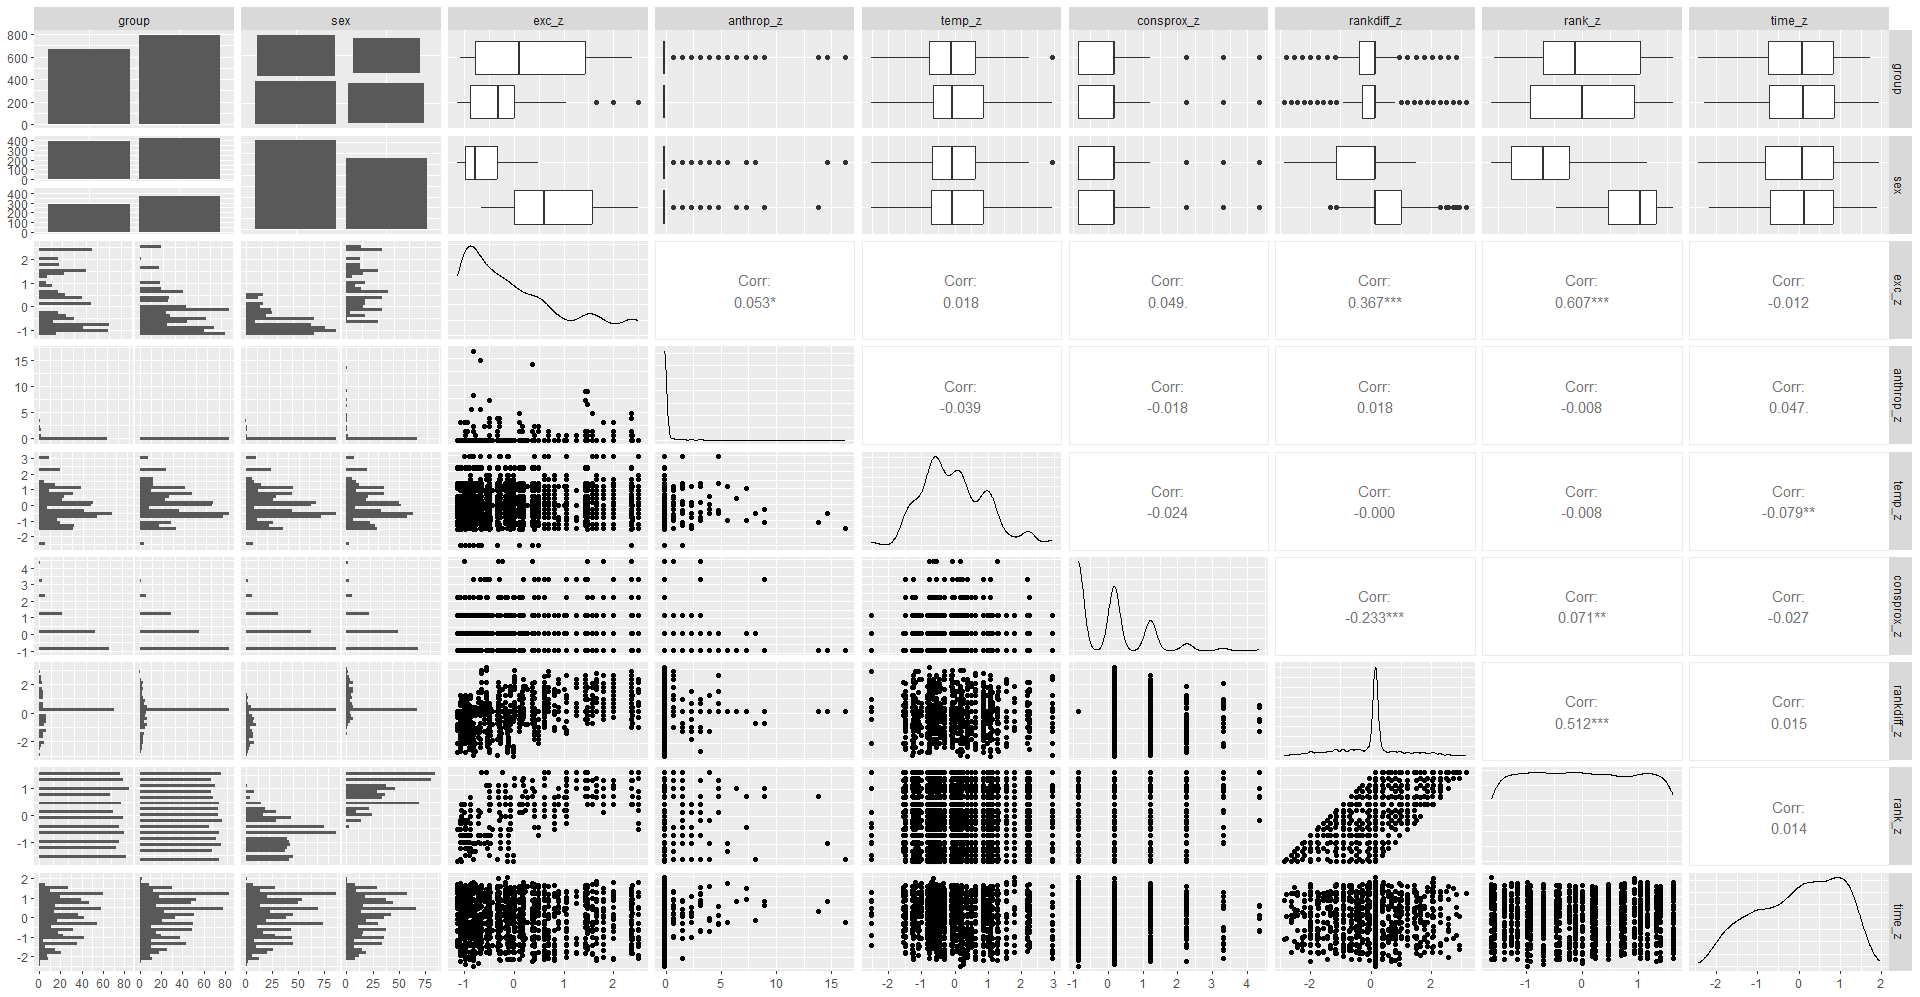 group sex exc_z anthrop_z temp_z consprox_z rankdiff_z rank_z time_z
800
600
400
200
0
group
400
300
200
100
0
400
300
200
100
0
sex
2
1
0
-1
Corr:
0.053*
Corr:
0.018
Corr:
0.049.
Corr:
0.367***
Corr:
0.607***
Corr:
-0.012
exc_z
15
10
5
0
Corr:
-0.039
Corr:
-0.018
Corr:
0.018
Corr:
-0.008
Corr:
0.047.
anthrop_z
3
2
1
0
-1
-2
Corr:
-0.024
Corr:
-0.000
Corr:
-0.008
Corr:
-0.079**
temp_z
4
3
2
1
0
-1
Corr:
-0.233***
Corr:
0.071**
Corr:
-0.027
consprox_z
2
0
-2
Corr:
0.512***
Corr:
0.015
rankdiff_z
1
0
-1
Corr:
0.014
rank_z
2
1
0
-1
-2
time_z
0 20 40 60 80 0 20 40 60 80 0 25 50 75 0 25 50 75 -1 0 1 2 0 5 10 15 -2 -1 0 1 2 3 -1 0 1 2 3 4 -2 0 2 -1 0 1 -2 -1 0 1 2